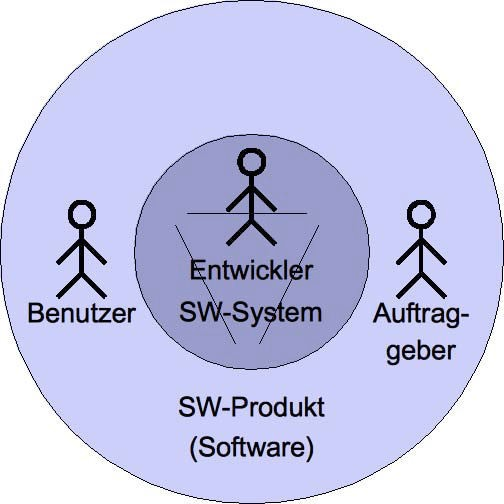 Entwickler
SW-System
Benutzer
Auftrag-
geber
SW-Produkt
(Software)